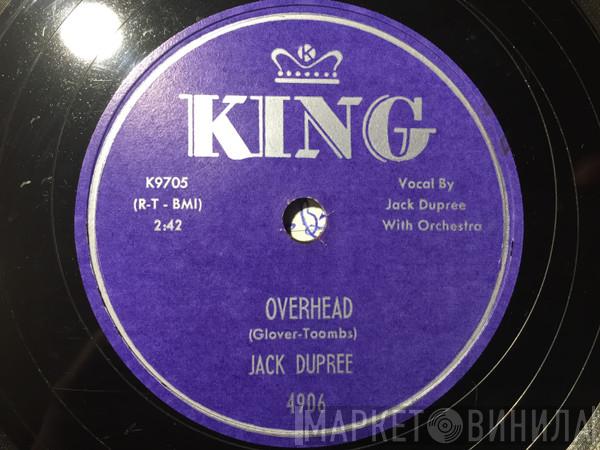 K
KING
K9705
(R-T - BMI)
2:42
Vocal By
Jack Dupree
With Orchestra
OVERHEAD
(Glover-Toombs)
JACK DUPREE
4906
МАРКЕТ ВИНИЛА